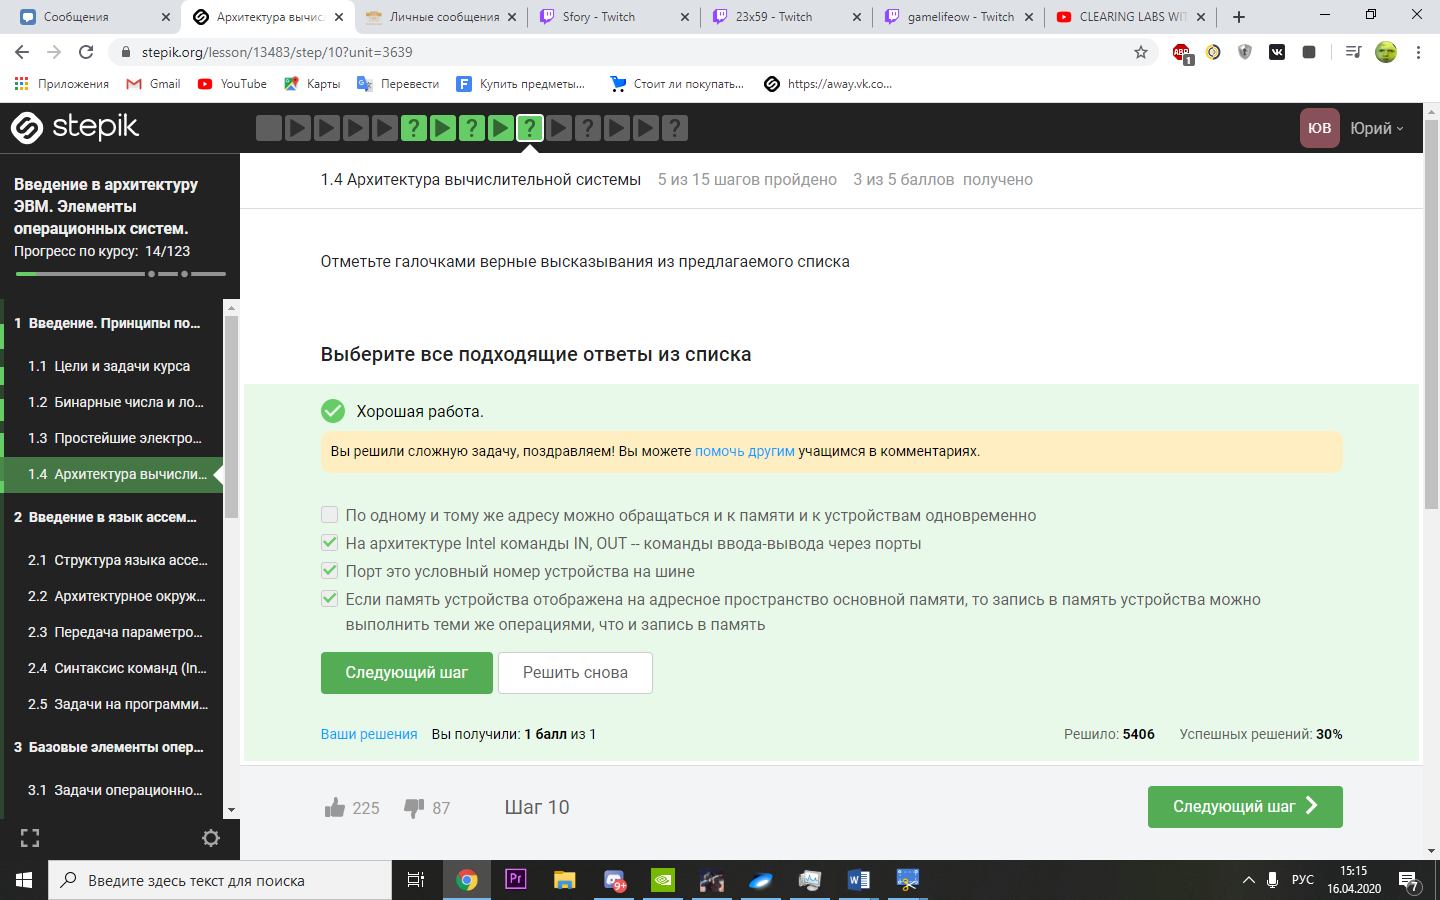 Сообщения
Архитектура вычис
Личные сообщения
Sfory - Twitch
23x59 - Twitch
gamelifeow - Twitch
CLEARING LABS WIT
stepik.org/lesson/13483/step/10?unit=3639
ABP
1
Приложения
Gmail
YouTube
Карты
Перевести
Купить предметы...
Стоит ли покупать...
https://away.vk.co...
stepik
ЮВ
Юрий
Введение в архитектуру
ЭВМ. Элементы
операционных систем.
Прогресс по курсу: 14/123
1 Введение. Принципы по...
1.1 Цели и задачи курса
1.2 Бинарные числа и ло...
1.3 Простейшие электро...
1.4 Архитектура вычисли...
2 Введение в язык ассем...
2.1 Структура языка ассе...
2.2 Архитектурное окруж...
2.3 Передача параметро...
2.4 Синтаксис команд (In...
2.5 Задачи на программи...
3 Базовые элементы опер...
3.1 Задачи операционно...
1.4 Архитектура вычислительной системы 5 из 15 шагов пройдено 3 из 5 баллов получено
Отметьте галочками верные высказывания из предлагаемого списка
Выберите все подходящие ответы из списка
Хорошая работа.
Вы решили сложную задачу, поздравляем! Вы можете помочь другим учащимся в комментариях.
По одному и тому же адресу можно обращаться и к памяти и к устройствам одновременно
На архитектуре Intel команды IN, OUT -- команды ввода-вывода через порты
Порт это условный номер устройства на шине
Если память устройства отображена на адресное пространство основной памяти, то запись в память устройства можно
выполнить теми же операциями, что и запись в память
Следующий шаг
Решить снова
Ваши решения Вы получили: 1 балл из 1
Решило: 5406 Успешных решений: 30%
225
87
Шаг 10
Следующий шаг
Введите здесь текст для поиска
Pr
9+
РУС
15:15
16.04.2020
7